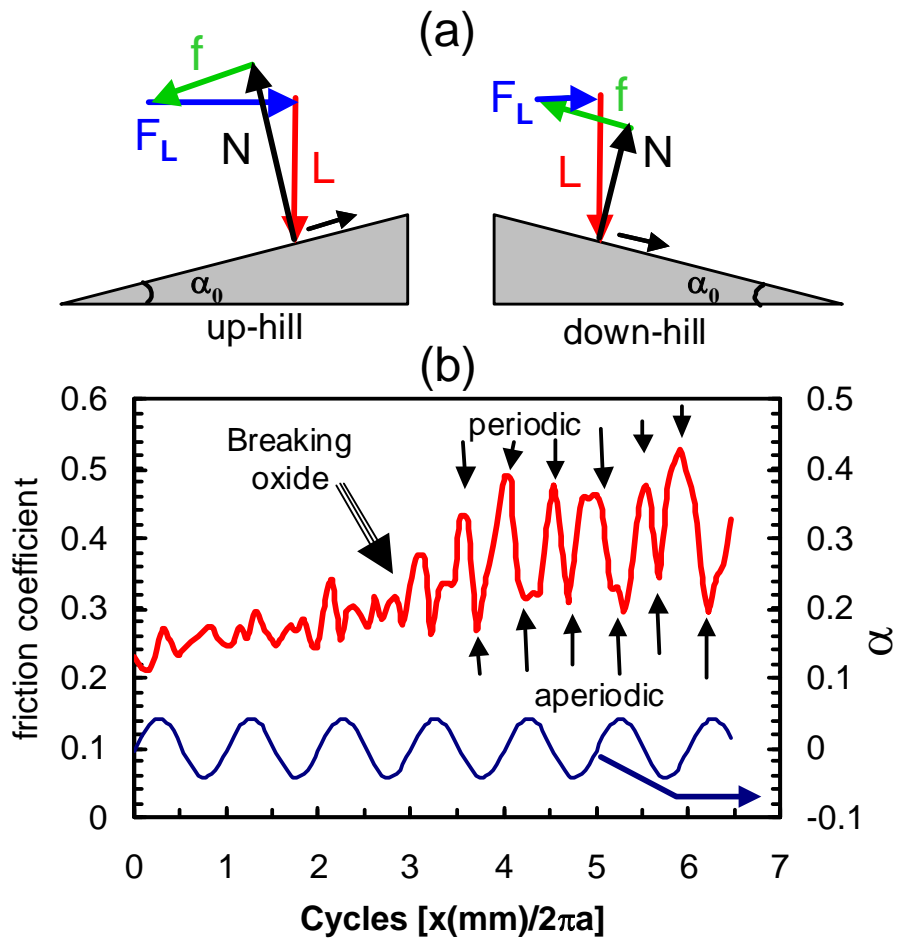 (a)
f
F_L
N
L
α₀
up-hill
F_L
f
N
L
α₀
down-hill
(b)
0.6
0.5
0.4
0.3
0.2
0.1
0
friction coefficient
Breaking
oxide
periodic
aperiodic
0.5
0.4
0.3
0.2
0.1
0
-0.1
α
0 1 2 3 4 5 6 7
Cycles [x(mm)/2πa]